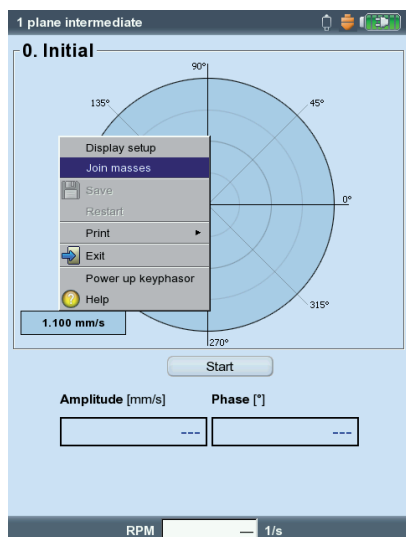 1 plane intermediate
0. Initial
90°
135°
45°
Display setup
Join masses
Save
Restart
0°
Print
Exit
Power up keyphasor
Help
315°
1.100 mm/s
270°
Start
Amplitude [mm/s]
Phase [°]
---
---
RPM — 1/s